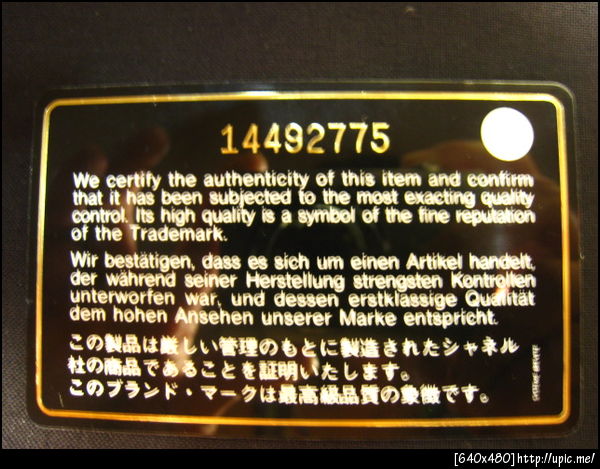 14492775
We certify the authenticity of this item and confirm
that it has been subjected to the most exacting quality
control. Its high quality is a symbol of the fine reputation
of the Trademark.
Wir bestätigen, dass es sich um einen Artikel handelt,
der während seiner Herstellung strengsten Kontrollen
unterworfen war, und dessen erstklassige Qualität
dem hohen Ansehen unserer Marke entspricht.
この製品は厳しい管理のもとに製造されたシャネル
社の商品であることを証明いたします。
このブランド・マークは最高級品質の象徴です。
[640x480]http://upic.me/